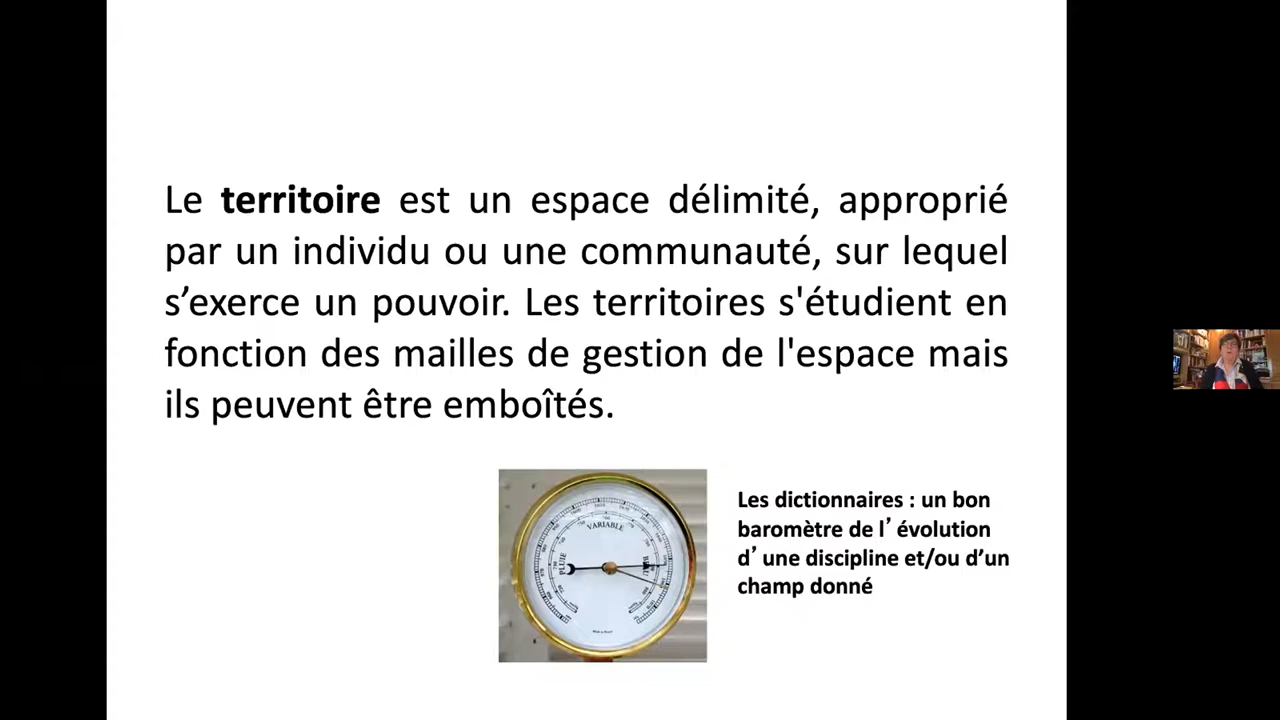 Le territoire est un espace délimité, approprié
par un individu ou une communauté, sur lequel
s’exerce un pouvoir. Les territoires s'étudient en
fonction des mailles de gestion de l'espace mais
ils peuvent être emboîtés.
VARIABLE
PLUIE
Les dictionnaires : un bon
baromètre de l’ évolution
d’ une discipline et/ou d’un
champ donné